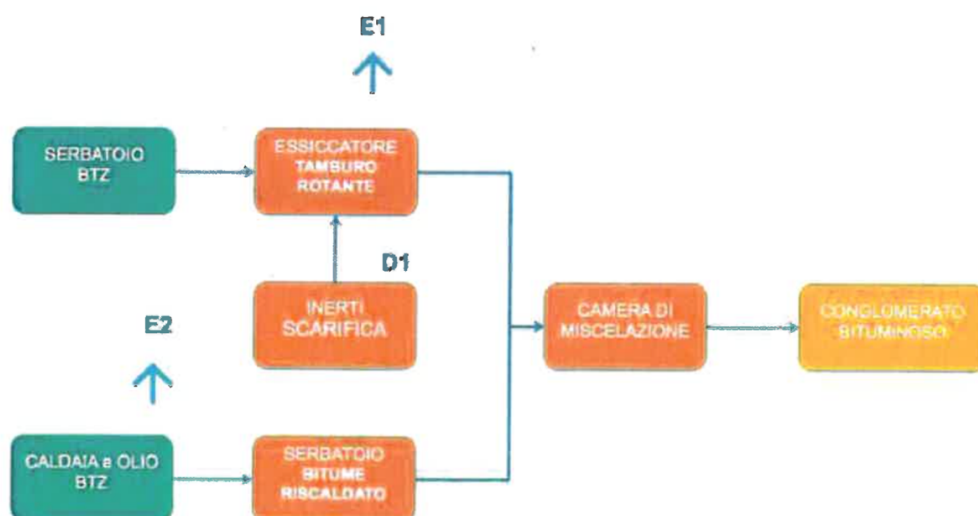 E1
SERBATOIO
BTZ
ESSICCATORE
TAMBURO
ROTANTE
D1
INERTI
SCARIFICA
CAMERA DI
MISCELAZIONE
CONGLOMERATO
BITUMINOSO
E2
CALDAIA a OLIO
BTZ
SERBATOIO
BITUME
RISCALDATO